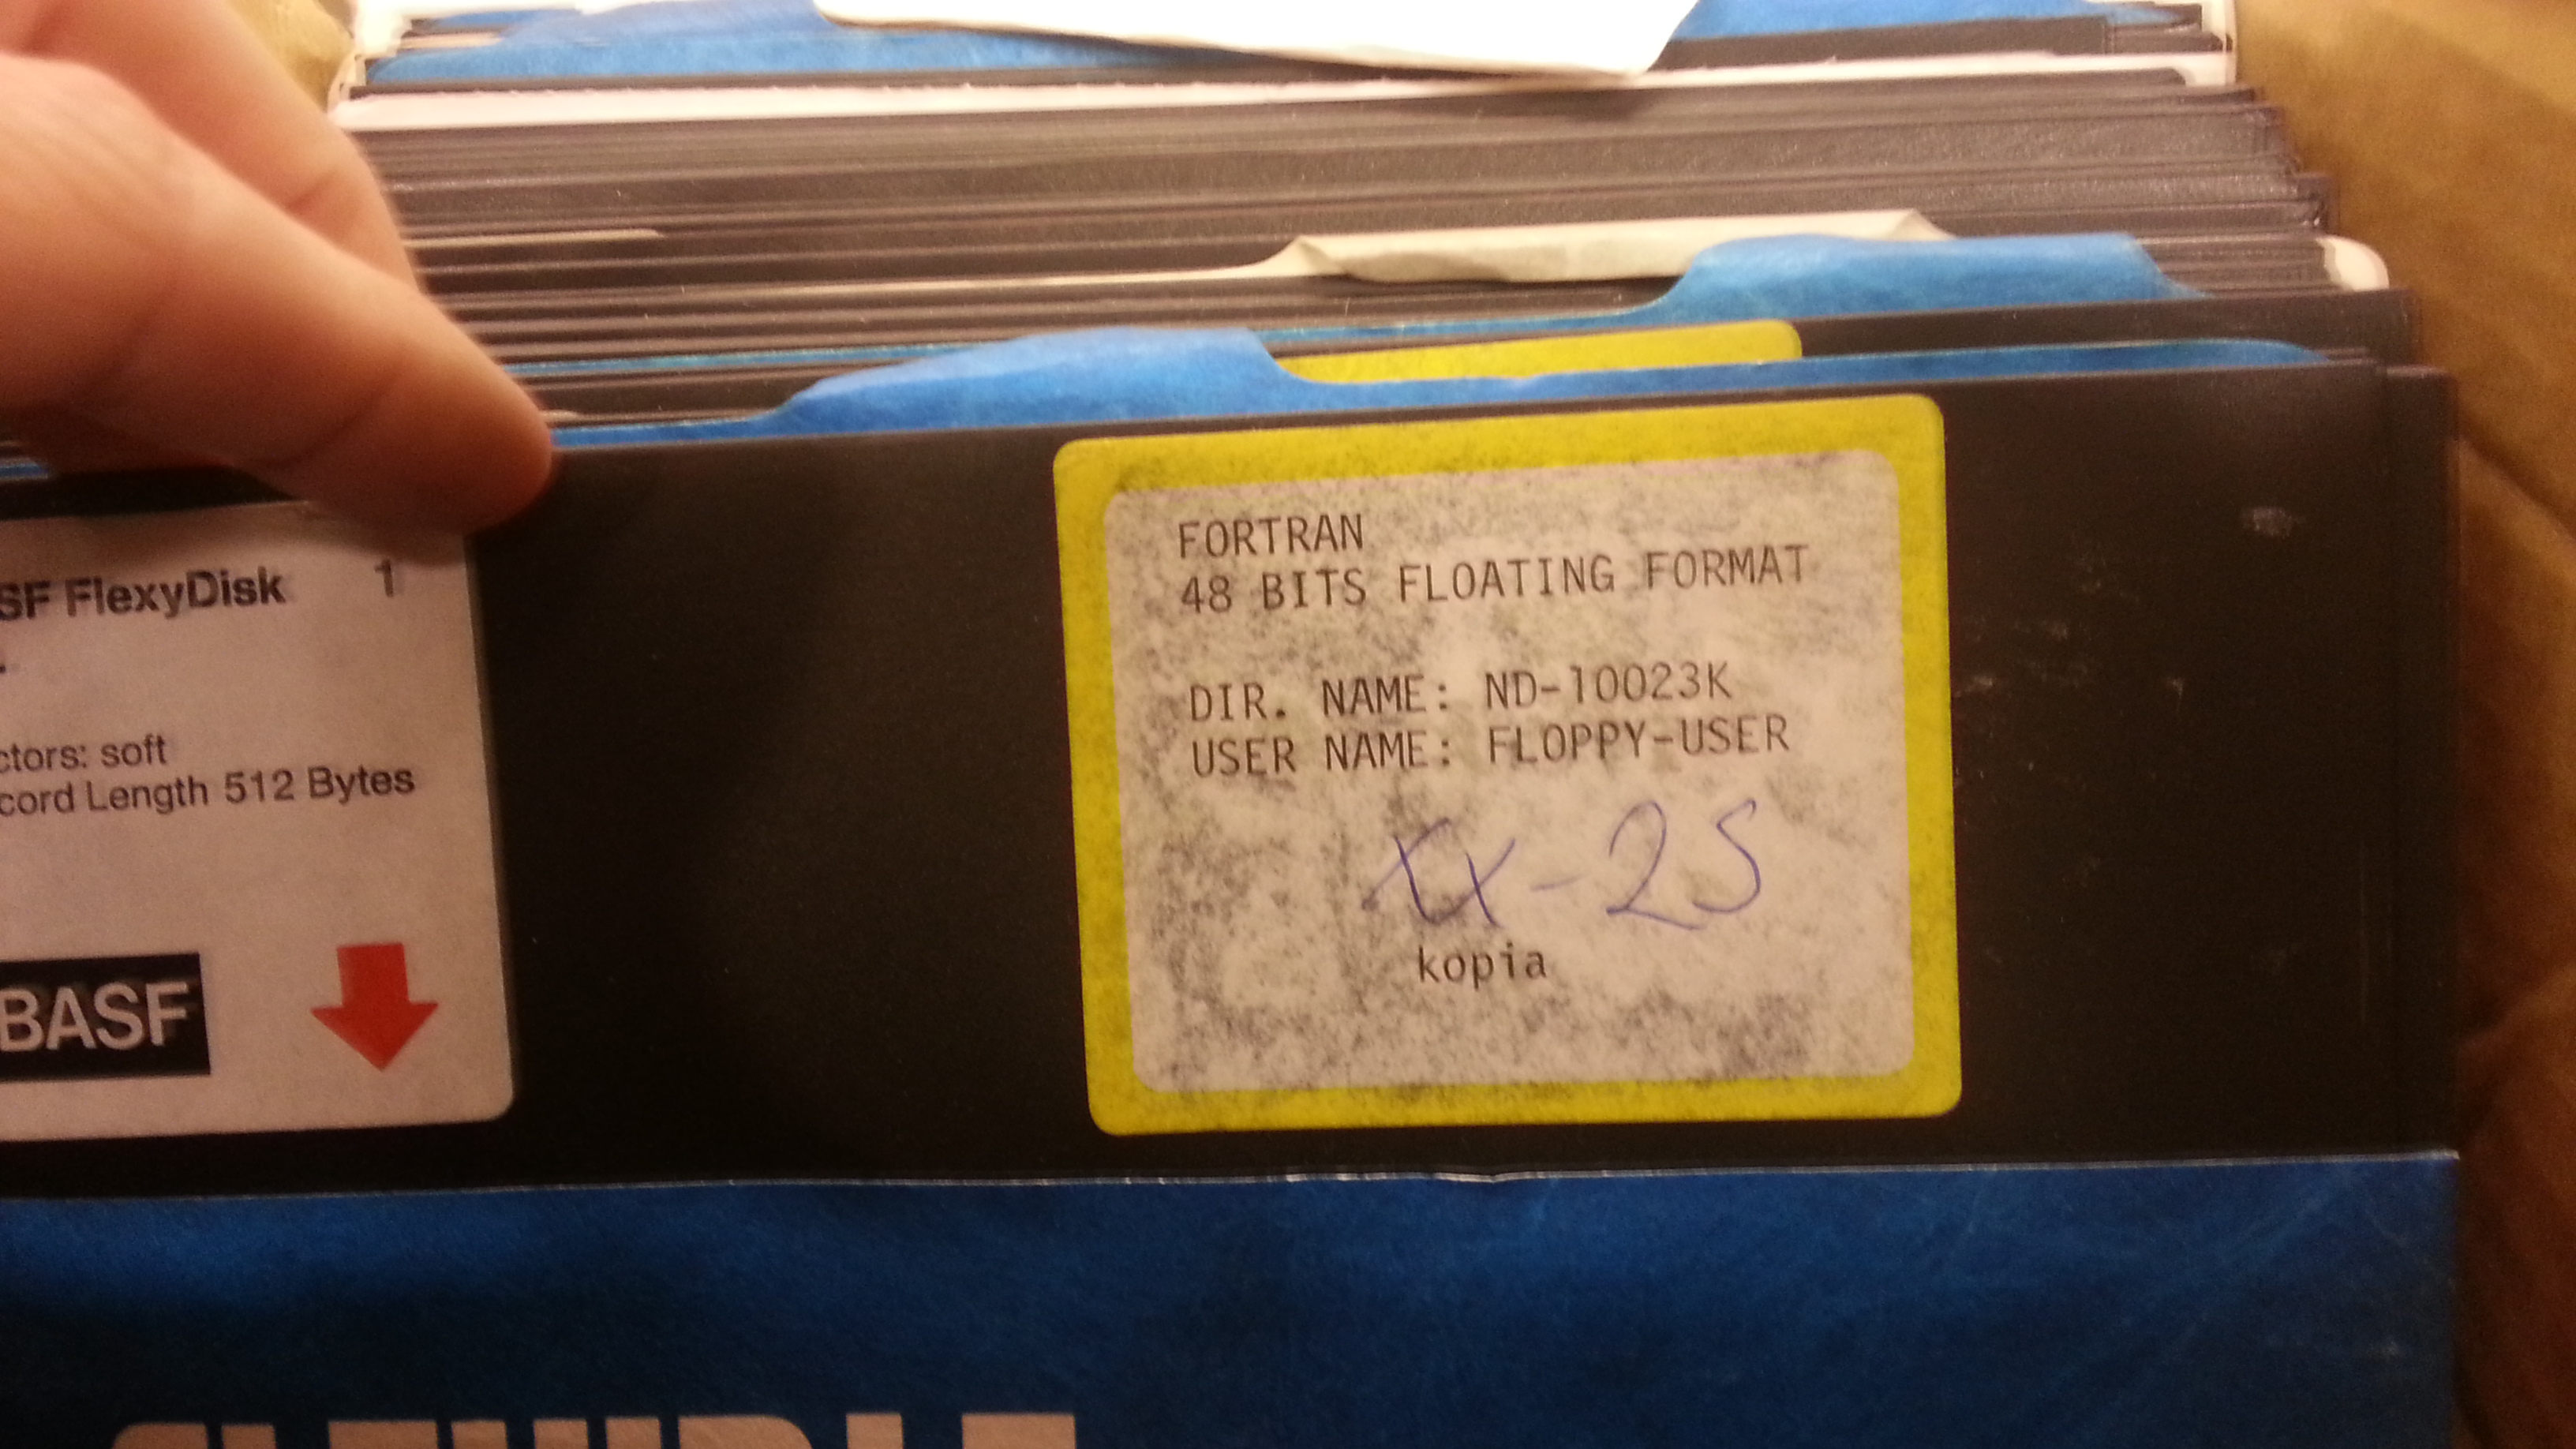 SF FlexyDisk 1
ctors: soft
cord Length 512 Bytes
BASF
FORTRAN
48 BITS FLOATING FORMAT
DIR. NAME: ND-10023K
USER NAME: FLOPPY-USER
XX-25
kopia